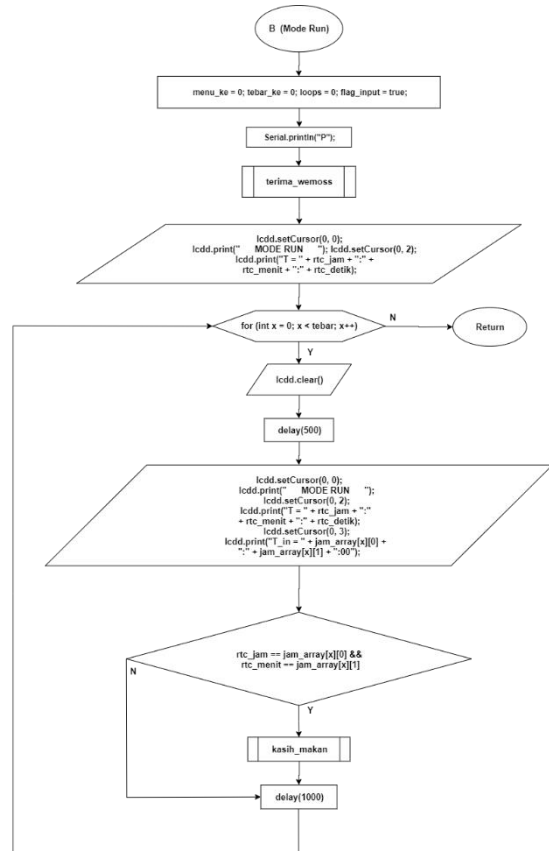 B (Mode Run)
menu_ke = 0; tebar_ke = 0; loops = 0; flag_input = true;
Serial.println("P");
terima_wemoss
lcdd.setCursor(0, 0);
lcdd.print("      MODE RUN      "); lcdd.setCursor(0, 2);
lcdd.print("T = " + rtc_jam + ":" +
rtc_menit + ":" + rtc_detik);
for (int x = 0; x < tebar; x++)
N
Return
Y
lcdd.clear()
delay(500)
lcdd.setCursor(0, 0);
lcdd.print("      MODE RUN      ");
lcdd.setCursor(0, 2);
lcdd.print("T = " + rtc_jam + ":"
+ rtc_menit + ":" + rtc_detik);
lcdd.setCursor(0, 3);
lcdd.print("T_in = " + jam_array[x][0] +
":" + jam_array[x][1] + ":00");
rtc_jam == jam_array[x][0] &&
rtc_menit == jam_array[x][1]
N
Y
kasih_makan
delay(1000)